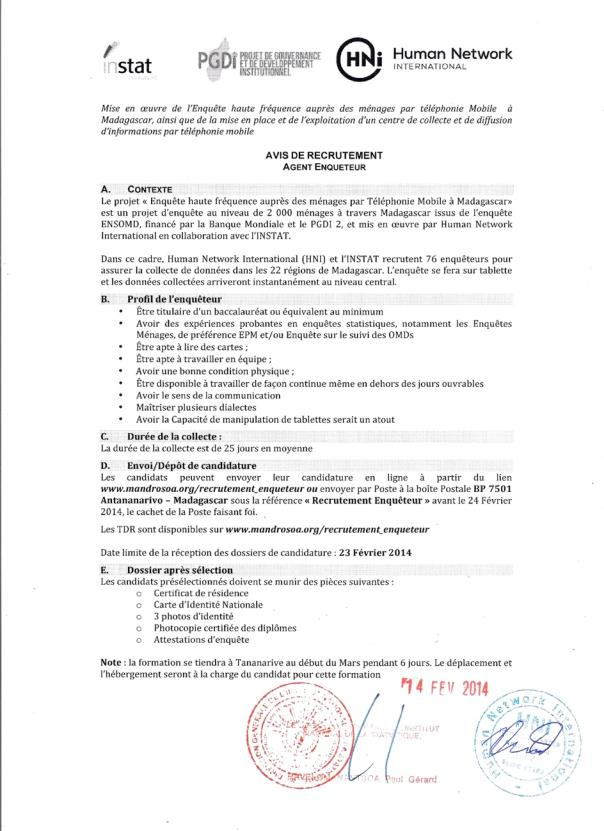 instat
PGDI PROJET DE GOUVERNANCE
ET DE DEVELOPPEMENT
INSTITUTIONNEL
HNi Human Network
INTERNATIONAL
Mise en œuvre de l'Enquête haute fréquence auprès des ménages par téléphonie Mobile à
Madagascar, ainsi que de la mise en place et de l'exploitation d'un centre de collecte et de diffusion
d'informations par téléphonie mobile
AVIS DE RECRUTEMENT
AGENT ENQUETEUR
A. CONTEXTE
Le projet « Enquête haute fréquence auprès des ménages par Téléphonie Mobile à Madagascar»
est un projet d'enquête au niveau de 2 000 ménages à travers Madagascar issus de l'enquête
ENSOMD, financé par la Banque Mondiale et le PGDI 2, et mis en œuvre par Human Network
International en collaboration avec l'INSTAT.
Dans ce cadre, Human Network International (HNI) et l'INSTAT recrutent 76 enquêteurs pour
assurer la collecte de données dans les 22 régions de Madagascar. L'enquête se fera sur tablette
et les données collectées arriveront instantanément au niveau central.
B. Profil de l'enquêteur
• Être titulaire d'un baccalauréat ou équivalent au minimum
• Avoir des expériences probantes en enquêtes statistiques, notamment les Enquêtes
Ménages, de préférence EPM et/ou Enquête sur le suivi des OMDs
• Être apte à lire des cartes ;
• Être apte à travailler en équipe ;
• Avoir une bonne condition physique ;
• Être disponible à travailler de façon continue même en dehors des jours ouvrables
• Avoir le sens de la communication
• Maîtriser plusieurs dialectes
• Avoir la Capacité de manipulation de tablettes serait un atout
C. Durée de la collecte :
La durée de la collecte est de 25 jours en moyenne
D. Envoi/Dépôt de candidature
Les candidats peuvent envoyer leur candidature en ligne à partir du lien
www.mandrosoa.org/recrutement_enqueteur ou envoyer par Poste à la boîte Postale BP 7501
Antananarivo – Madagascar sous la référence « Recrutement Enquêteur » avant le 24 Février
2014, le cachet de la Poste faisant foi.
Les TDR sont disponibles sur www.mandrosoa.org/recrutement_enqueteur
Date limite de la réception des dossiers de candidature : 23 Février 2014
E. Dossier après sélection
Les candidats présélectionnés doivent se munir des pièces suivantes :
o Certificat de résidence
o Carte d'Identité Nationale
o 3 photos d'identité
o Photocopie certifiée des diplômes
o Attestations d'enquête
Note : la formation se tiendra à Tananarive au début du Mars pendant 6 jours. Le déplacement et
l'hébergement seront à la charge du candidat pour cette formation
14 FEV 2014
INSTITUT
Paul Gérard
Human Network International